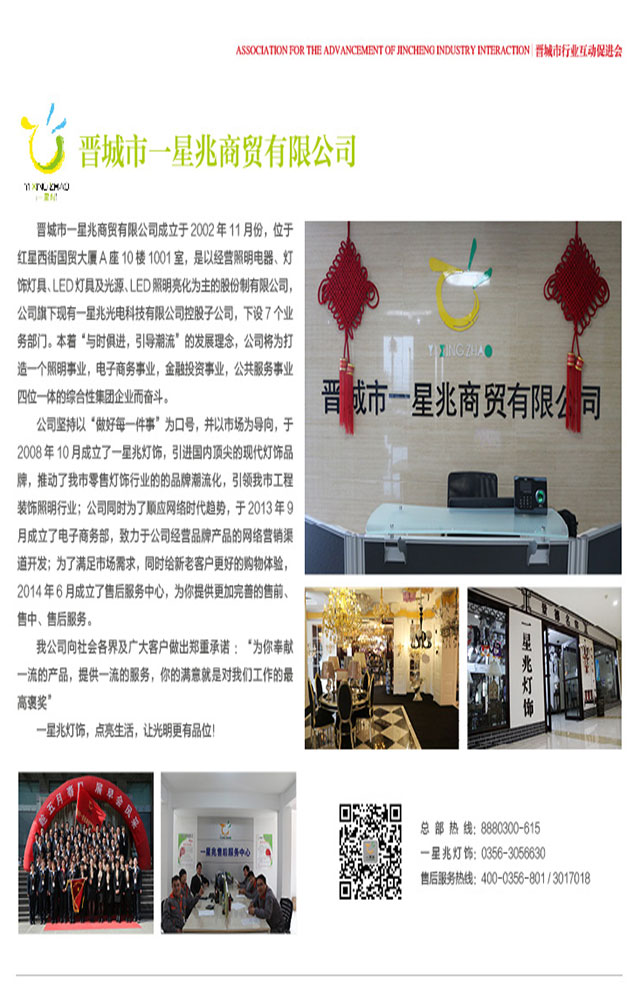 ASSOCIATION FOR THE ADVANCEMENT OF JINCHENG INDUSTRY INTERACTION | 晋城市行业互动促进会
YIXINGZHAO
一星兆
晋城市一星兆商贸有限公司
晋城市一星兆商贸有限公司成立于 2002 年 11 月份，位于
红星西街国贸大厦 A 座 10 楼 1001 室，是以经营照明电器、灯
饰灯具、LED 灯具及光源、LED 照明亮化为主的股份制有限公司，
公司旗下现有一星兆光电科技有限公司控股子公司，下设 7 个业
务部门。本着“与时俱进，引导潮流”的发展理念，公司将为打
造一个照明事业，电子商务事业，金融投资事业，公共服务事业
四位一体的综合性集团企业而奋斗。
公司坚持以“做好每一件事”为口号，并以市场为导向，于
2008 年 10 月成立了一星兆灯饰，引进国内顶尖的现代灯饰品
牌，推动了我市零售灯饰行业的的品牌潮流化，引领我市工程
装饰照明行业；公司同时为了顺应网络时代趋势，于 2013 年 9
月成立了电子商务部，致力于公司经营品牌产品的网络营销渠
道开发；为了满足市场需求，同时给新老客户更好的购物体验，
2014 年 6 月成立了售后服务中心，为你提供更加完善的售前、
售中、售后服务。
我公司向社会各界及广大客户做出郑重承诺：“为你奉献
一流的产品，提供一流的服务，你的满意就是对我们工作的最
高褒奖”
一星兆灯饰，点亮生活，让光明更有品位！
YIXINGZHAO
晋城市一星兆商贸有限公司
一星兆灯饰
一星兆售后服务中心
总 部 热 线：8880300-615
一星兆灯饰：0356-3056630
售后服务热线：400-0356-801 / 3017018